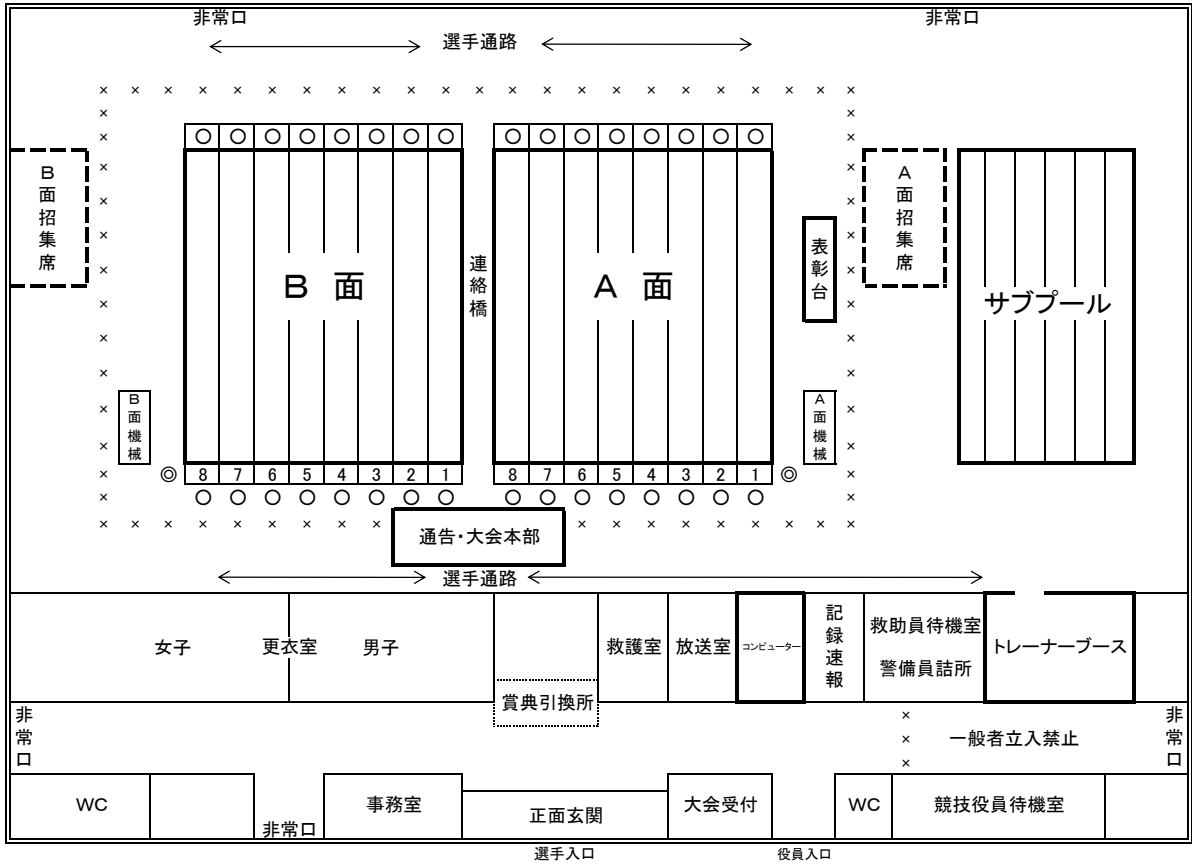 非常口
非常口
選手通路
× × × × × × × × × × × × × × × × × × × × × × ×
○ ○ ○ ○ ○ ○ ○ ○
○ ○ ○ ○ ○ ○ ○ ○
B面招集席
B 面
連絡橋
A 面
表彰台
A面招集席
サブプール
B面機械
A面機械
◎ 8 7 6 5 4 3 2 1
8 7 6 5 4 3 2 1 ◎
○ ○ ○ ○ ○ ○ ○ ○
○ ○ ○ ○ ○ ○ ○ ○
通告・大会本部
選手通路
女子
更衣室
男子
救護室
放送室
コンピューター
記録速報
救助員待機室
警備員詰所
トレーナーブース
賞典引換所
非常口
一般者立入禁止
非常口
WC
非常口
事務室
正面玄関
大会受付
WC
競技役員待機室
選手入口
役員入口